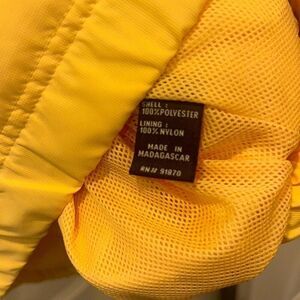 SHELL :
100%POLYESTER
LINING :
100%NYLON
MADE IN
MADAGASCAR
RN# 91870